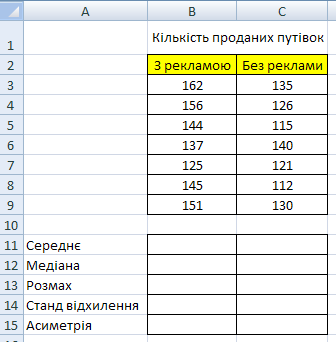 A B C
1 Кількість проданих путівок
2 З рекламою Без реклами
3 162 135
4 156 126
5 144 115
6 137 140
7 125 121
8 145 112
9 151 130
10
11 Середнє
12 Медіана
13 Розмах
14 Станд відхилення
15 Асиметрія